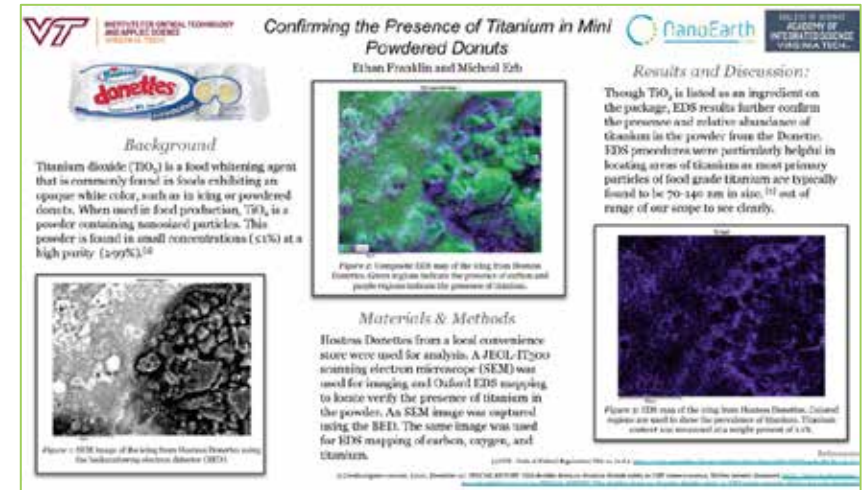 VT
INSTITUTE FOR CRITICAL TECHNOLOGY
AND APPLIED SCIENCE
VIRGINIA TECH
Confirming the Presence of Titanium in Mini
Powdered Donuts
Ethan Franklin and Micheal Erb
nanoEarth
COLLEGE OF SCIENCE
ACADEMY OF
INTEGRATED SCIENCE
VIRGINIA TECH
Hostess
donettes
Background
Titanium dioxide (TiO₂) is a food whitening agent
that is commonly found in foods exhibiting an
opaque white color, such as in icing or powdered
donuts. When used in food production, TiO₂ is a
powder containing nanosized particles. This
powder is found in small concentrations (≤1%) at a
high purity (≥99%).
Figure 1: SEM image of the icing from Hostess Donettes using
the backscattering electron detector (BED).
Figure 2: Composite EDS map of the icing from Hostess
Donettes. Green regions indicate the presence of carbon and
purple regions indicate the presence of titanium.
Materials & Methods
Hostess Donettes from a local convenience
store were used for analysis. A JEOL-IT500
scanning electron microscope (SEM) was
used for imaging and Oxford EDS mapping
to locate verify the presence of titanium in
the powder. An SEM image was captured
using the BED. The same image was used
for EDS mapping of carbon, oxygen, and
titanium.
Results and Discussion:
Though TiO₂ is listed as an ingredient on
the package, EDS results further confirm
the presence and relative abundance of
titanium in the powder from the Donette.
EDS procedures were particularly helpful in
locating areas of titanium as most primary
particles of food grade titanium are typically
found to be 70-140 nm in size, out of
range of our scope to see clearly.
Figure 3: EDS map of the icing from Hostess Donettes. Colored
regions are used to show the prevalence of titanium. Titanium
content was measured at a weight percent of
References